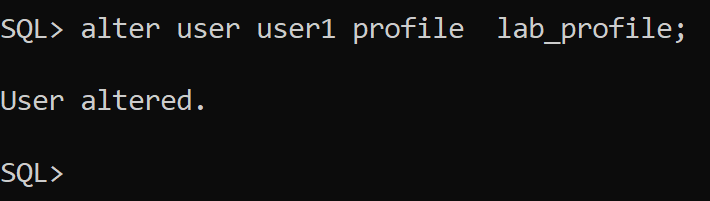 SQL> alter user user1 profile  lab_profile;
User altered.
SQL>